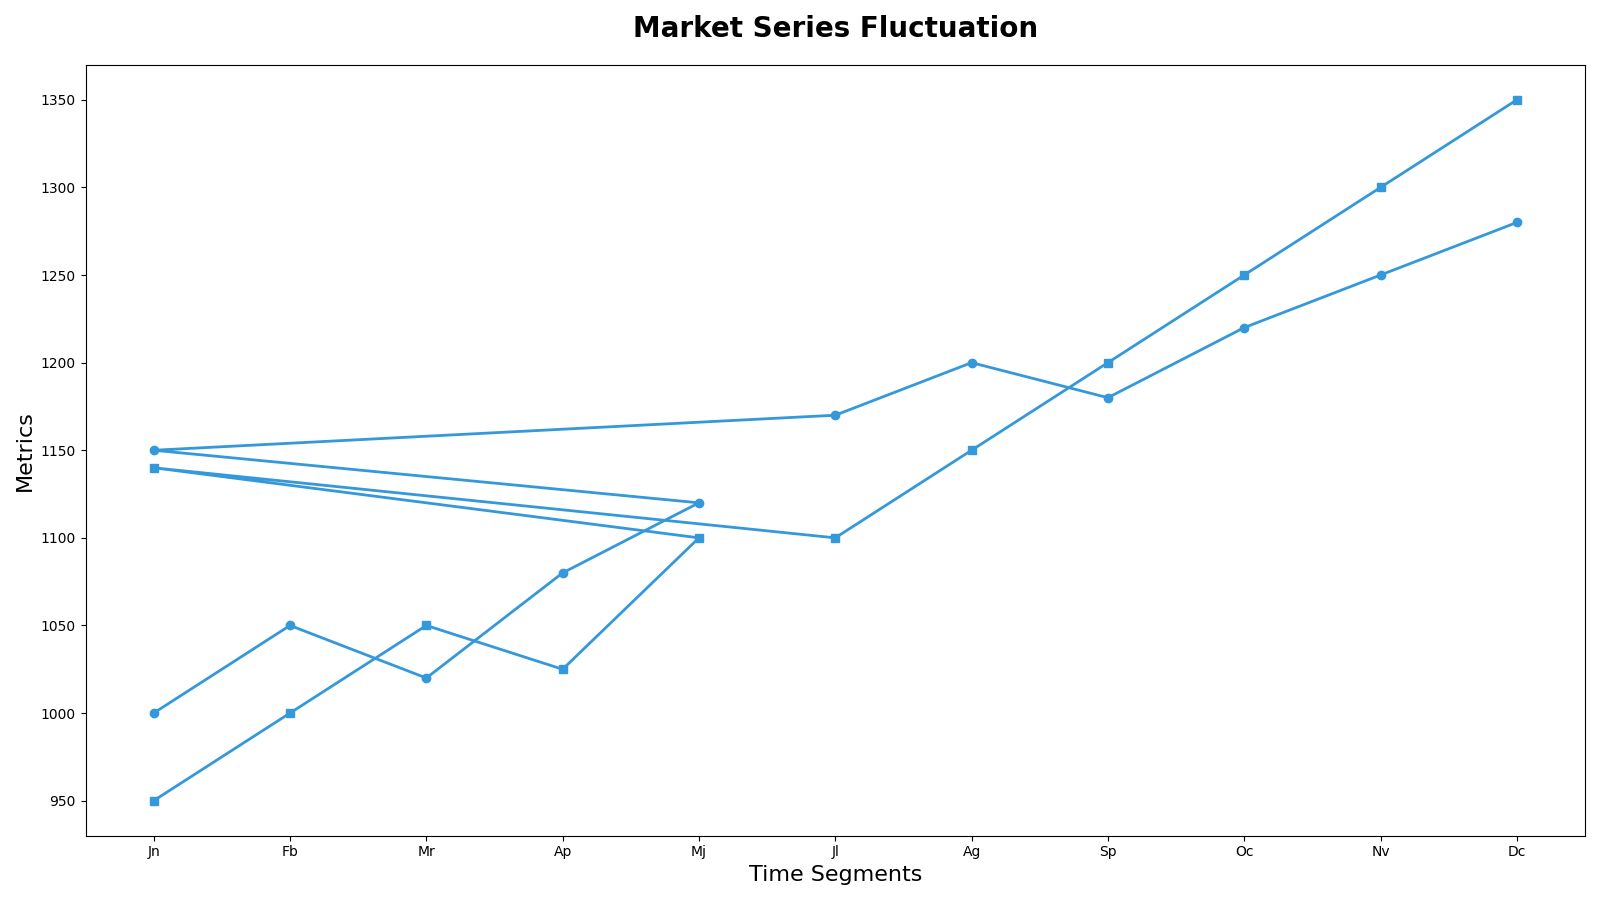 Market Series Fluctuation
Metrics
1350
1300
1250
1200
1150
1100
1050
1000
950
Jn Fb Mr Ap Mj Jl Ag Sp Oc Nv Dc
Time Segments